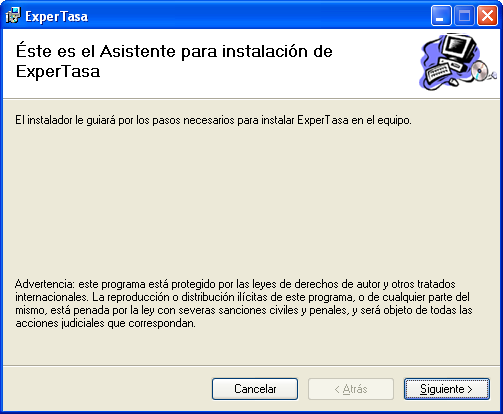 ExperTasa
Éste es el Asistente para instalación de
ExperTasa
El instalador le guiará por los pasos necesarios para instalar ExperTasa en el equipo.
Advertencia: este programa está protegido por las leyes de derechos de autor y otros tratados
internacionales. La reproducción o distribución ilícitas de este programa, o de cualquier parte del
mismo, está penada por la ley con severas sanciones civiles y penales, y será objeto de todas las
acciones judiciales que correspondan.
Cancelar
< Atrás
Siguiente >